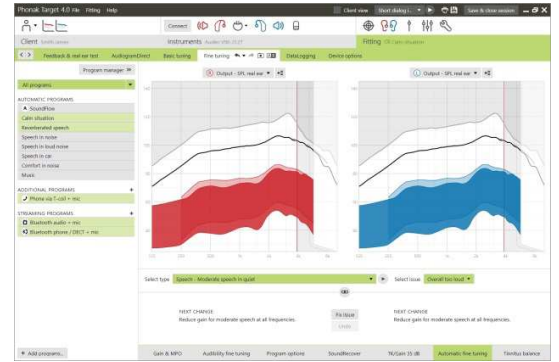 Phonak Target 4.0 File Fitting Help
Client view Short dialog l... Save & close session
Connect
Client Instruments Fitting
Feedback & real ear test AudiogramDirect Basic tuning Fine tuning DataLogging Device options
Program manager
Output - SPL real ear Output - SPL real ear
All programs
AUTOMATIC PROGRAMS
SoundFlow
Calm situation
Reverberated speech
Speech in noise
Speech in loud noise
Speech in car
Comfort in noise
Music
ADDITIONAL PROGRAMS +
Phone via T-coil + mic
STREAMING PROGRAMS +
Bluetooth audio + mic
Bluetooth phone / DECT + mic
Select type Speech - Moderate speech in quiet Select issue Overall too loud
NEXT CHANGE
Reduce gain for moderate speech at all frequencies.
Fix issue
Undo
NEXT CHANGE
Reduce gain for moderate speech at all frequencies.
+ Add programs...
Gain & MPO Audibility fine tuning Program options SoundRecover TK/Gain 35 dB Automatic fine tuning Tinnitus balance